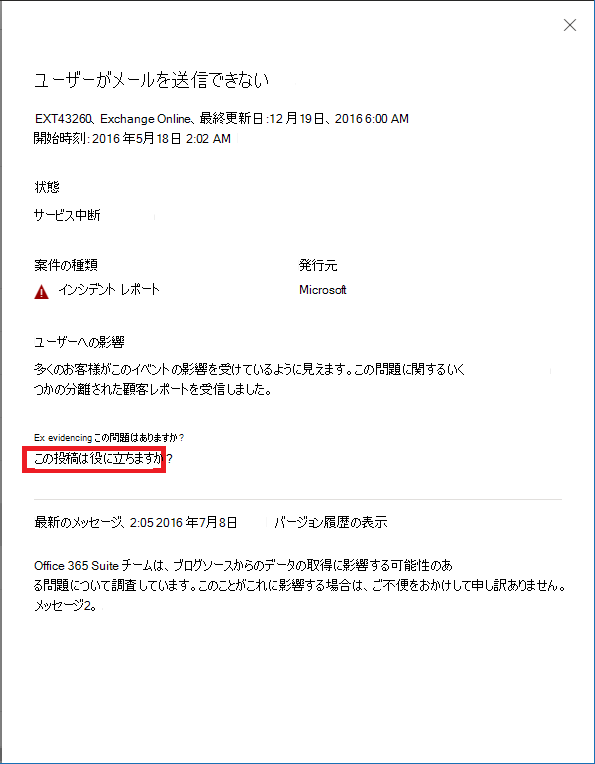 ユーザーがメールを送信できない
EXT43260、Exchange Online、最終更新日:12 月19日、2016 6:00 AM
開始時刻: 2016 年5月18日 2:02 AM
状態
サービス中断
案件の種類
発行元
インシデント レポート
Microsoft
ユーザーへの影響
多くのお客様がこのイベントの影響を受けているように見えます。この問題に関するいく
つかの分離された顧客レポートを受信しました。
Ex evidencing この問題はありますか?
この投稿は役に立ちますか?
最新のメッセージ、2:05 2016 年7月8日
バージョン履歴の表示
Office 365 Suite チームは、ブログソースからのデータの取得に影響する可能性のあ
る問題について調査しています。このことがこれに影響する場合は、ご不便をおかけして申し訳ありません。
メッセージ2。